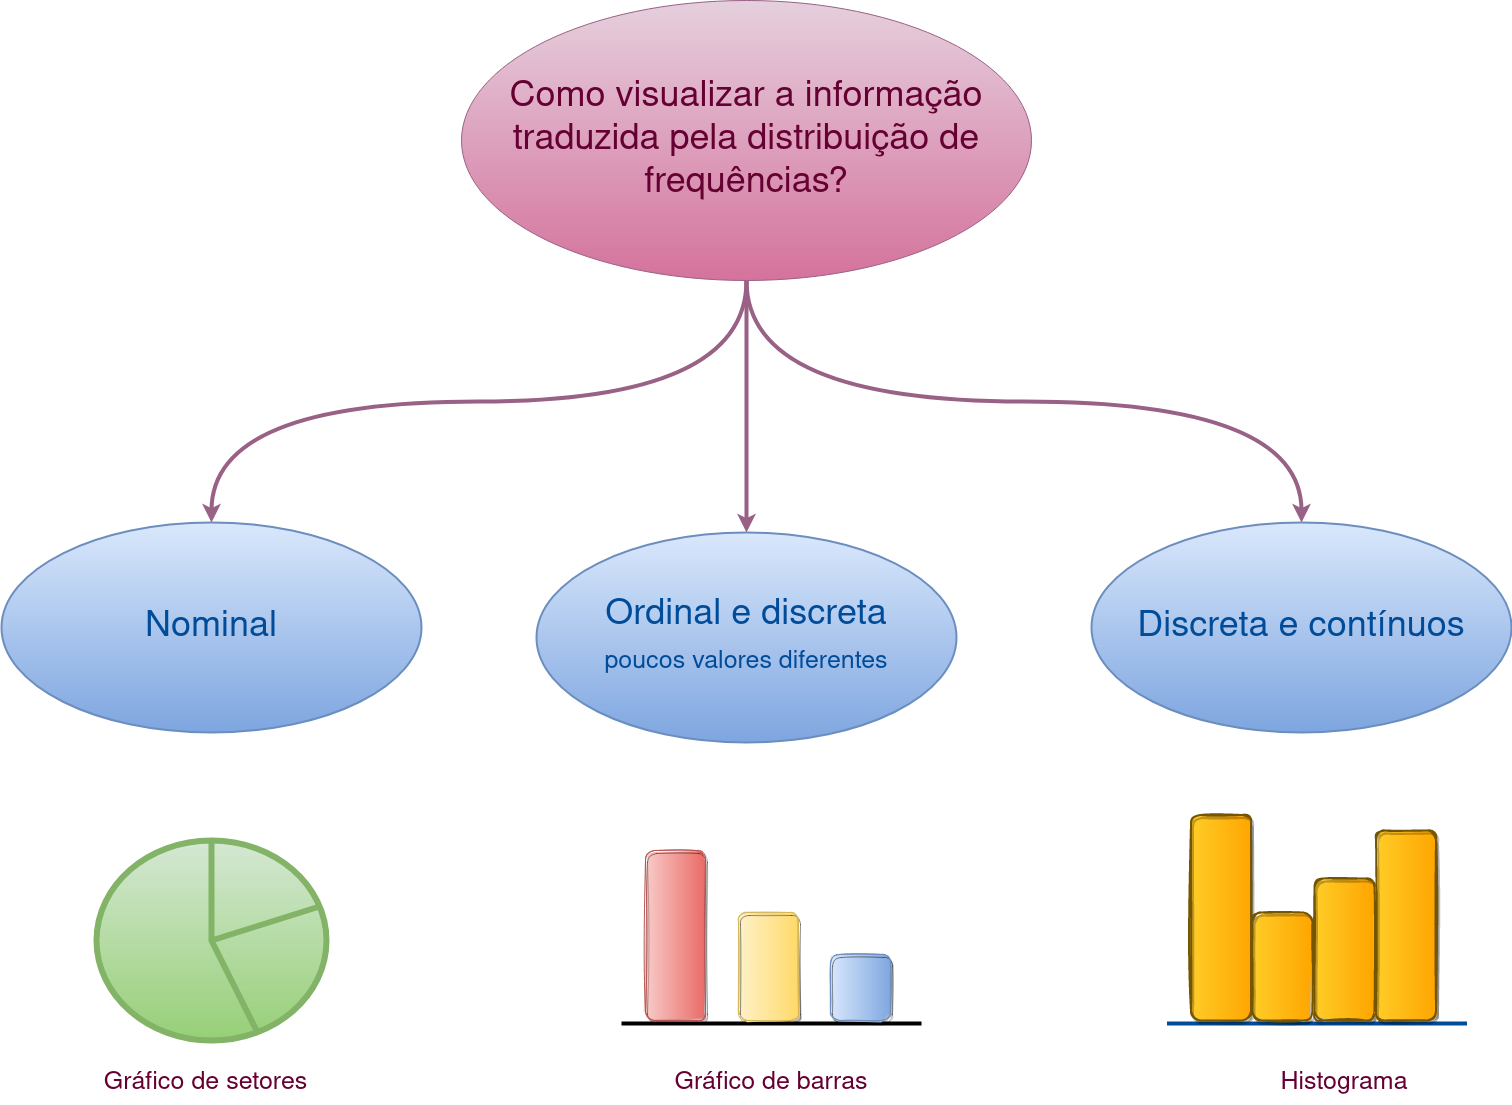 Como visualizar a informação
traduzida pela distribuição de
frequências?
Nominal
Ordinal e discreta
poucos valores diferentes
Discreta e contínuos
Gráfico de setores
Gráfico de barras
Histograma